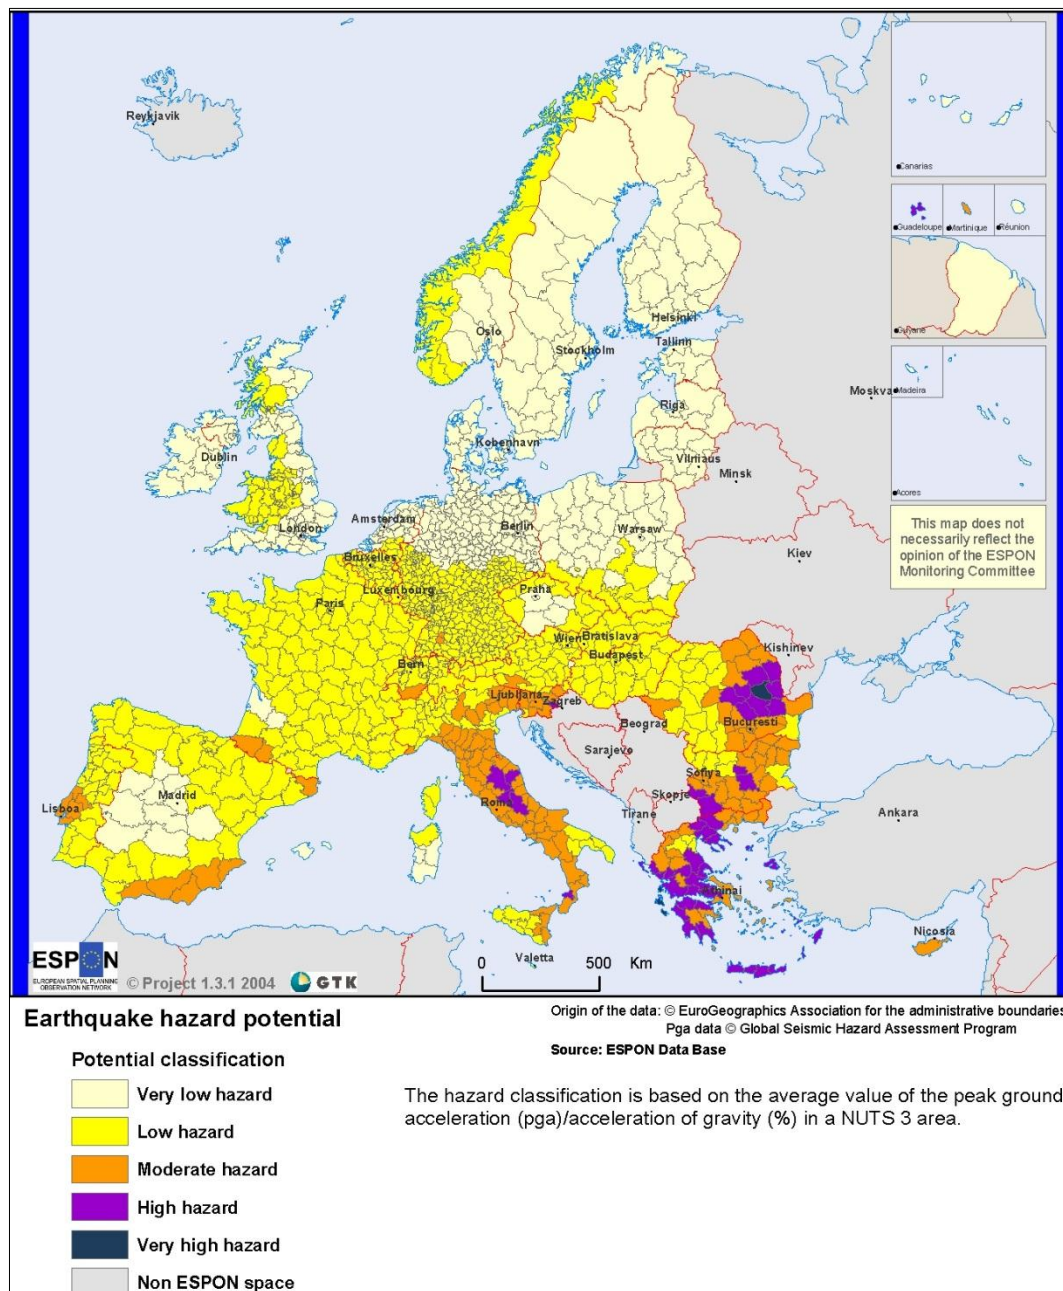 Reykjavik
Canarias
Guadeloupe
Martinique
Réunion
Guyane
Oslo
Helsinki
Tallinn
Stockholm
Moskva
Madeira
Riga
Dublin
Kobenhavn
Vilniaus
Minsk
Acores
London
Amsterdam
Berlin
Warsaw
This map does not
necessarily reflect the
opinion of the ESPON
Monitoring Committee
Bruxelles
Kiev
Luxembourg
Praha
Paris
Wien
Bratislava
Kishinev
Bern
Budapest
Ljubljana
Zagreb
Beograd
Bucuresti
Sarajevo
Sofiya
Madrid
Skopje
Lisboa
Roma
Tirane
Ankara
Athinai
Nicosia
Valetta
ESPON
EUROPEAN SPATIAL PLANNING
OBSERVATION NETWORK
© Project 1.3.1 2004
GTK
0 500 Km
Earthquake hazard potential
Origin of the data: © EuroGeographics Association for the administrative boundaries
Pga data © Global Seismic Hazard Assessment Program
Source: ESPON Data Base
Potential classification
Very low hazard
Low hazard
Moderate hazard
High hazard
Very high hazard
Non ESPON space
The hazard classification is based on the average value of the peak ground
acceleration (pga)/acceleration of gravity (%) in a NUTS 3 area.